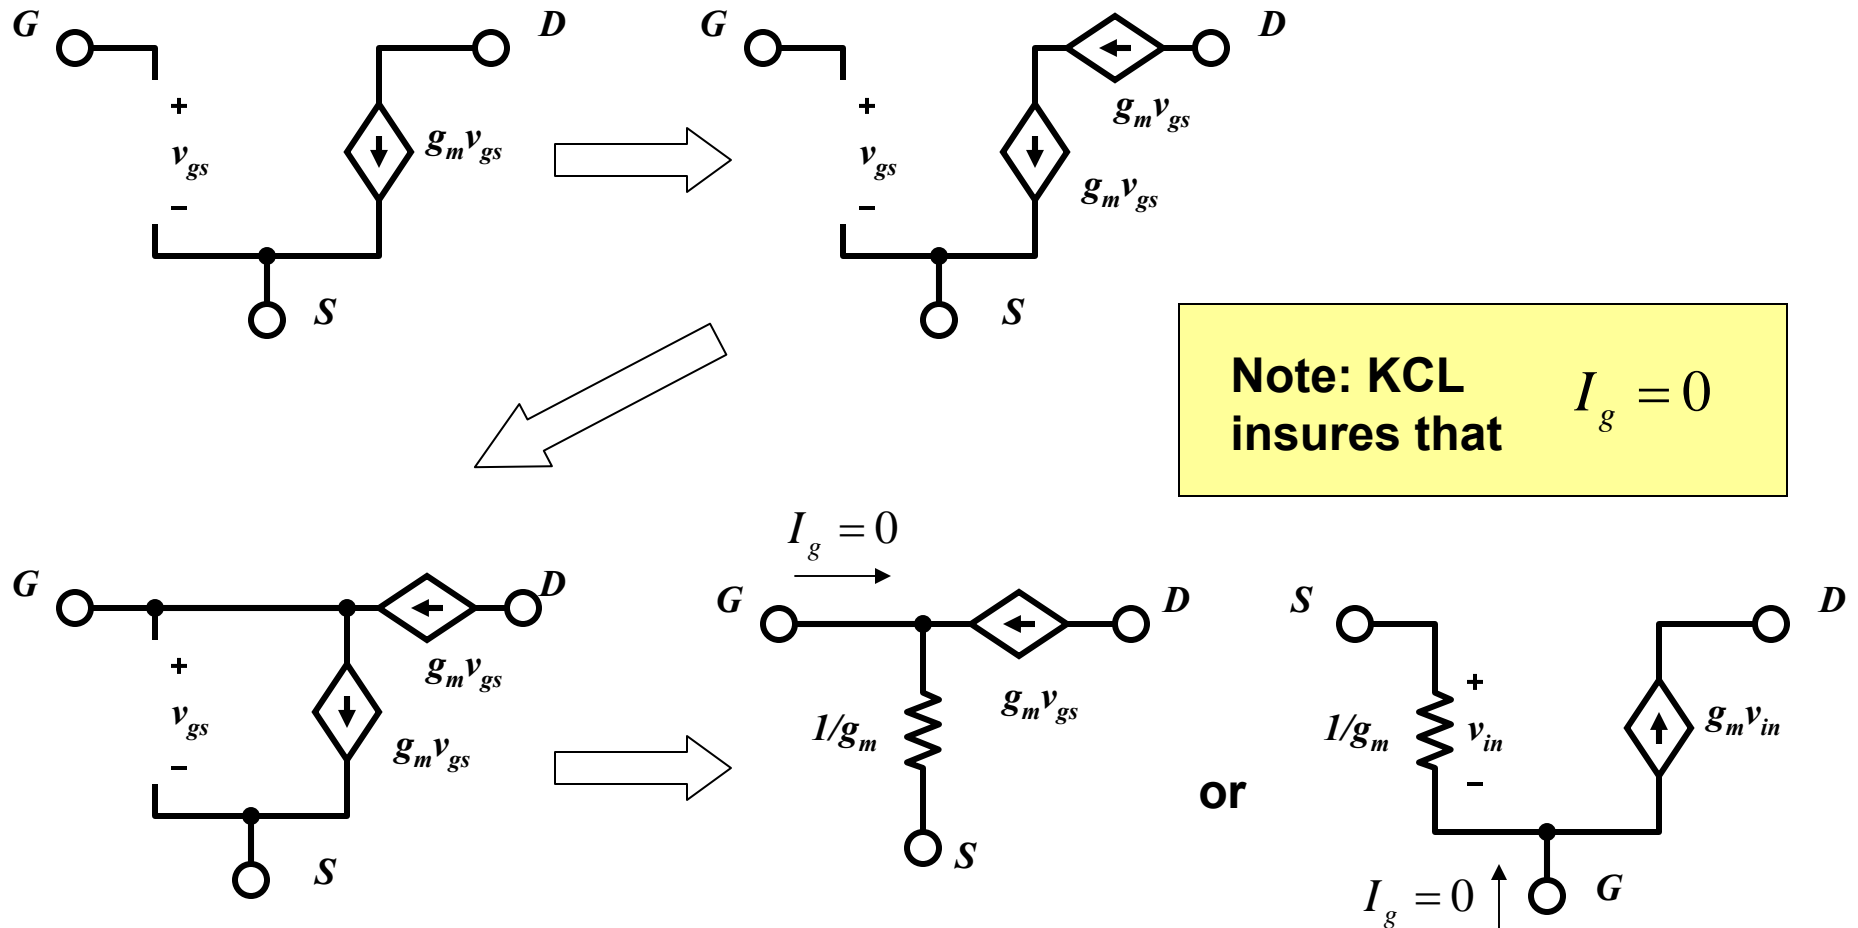 G
D
G
D
+
g_m v_gs
v_gs
g_m v_gs
−
+
v_gs
g_m v_gs
−
S
S
Note: KCL
insures that
I_g = 0
I_g = 0
G
D
+
g_m v_gs
v_gs
g_m v_gs
−
S
G
D
g_m v_gs
1/g_m
S
or
S
D
+
1/g_m
v_in
g_m v_in
−
G
I_g = 0